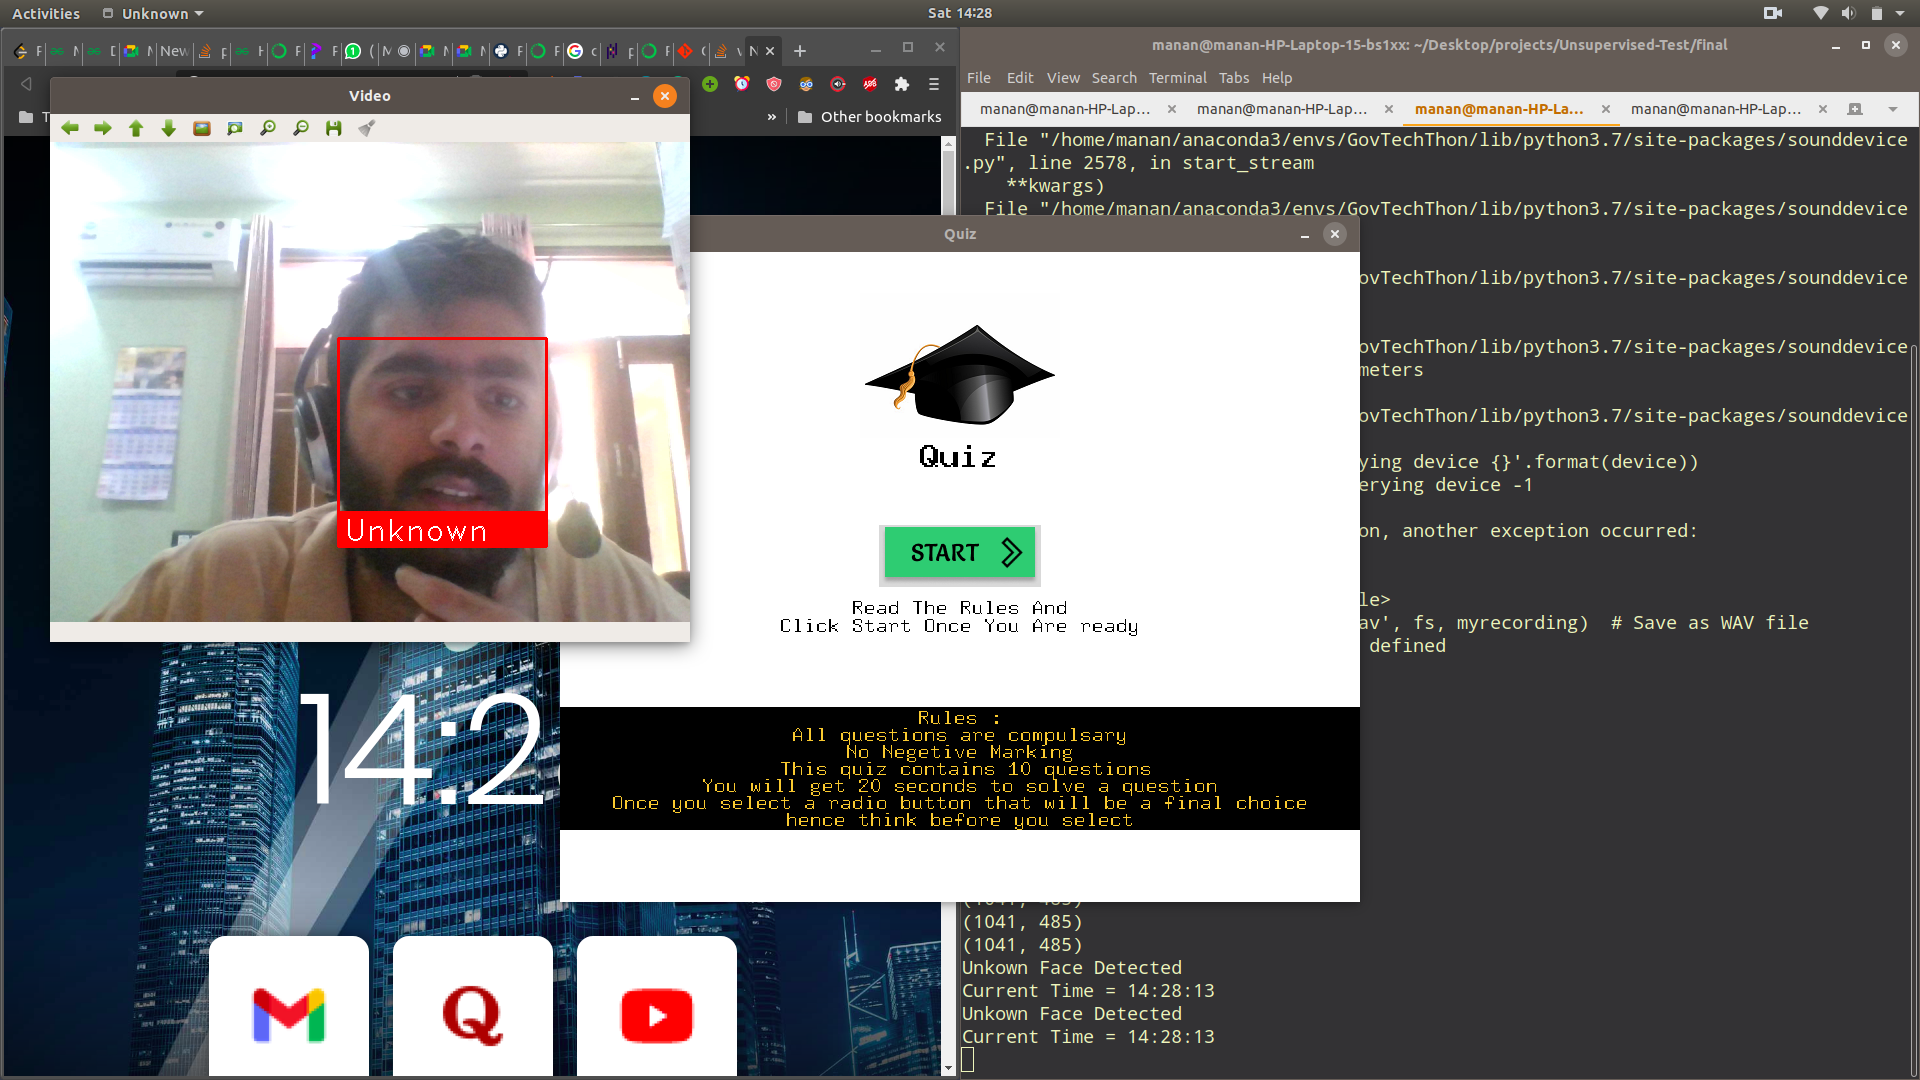 Activities
Unknown
Sat 14:28
New
Video
Other bookmarks
Unknown
14:2
manan@manan-HP-Laptop-15-bs1xx: ~/Desktop/projects/Unsupervised-Test/final
File Edit View Search Terminal Tabs Help
manan@manan-HP-Lap...
manan@manan-HP-Lap...
manan@manan-HP-La...
manan@manan-HP-Lap...
File "/home/manan/anaconda3/envs/GovTechThon/lib/python3.7/site-packages/sounddevice
.py", line 2578, in start_stream
**kwargs)
File "/home/manan/anaconda3/envs/GovTechThon/lib/python3.7/site-packages/sounddevice
ovTechThon/lib/python3.7/site-packages/sounddevice
ovTechThon/lib/python3.7/site-packages/sounddevice
meters
ovTechThon/lib/python3.7/site-packages/sounddevice
ying device {}'.format(device))
erying device -1
on, another exception occurred:
le>
av', fs, myrecording)  # Save as WAV file
defined
Quiz
Quiz
START
Read The Rules And
Click Start Once You Are ready
Rules :
All questions are compulsary
No Negetive Marking
This quiz contains 10 questions
You will get 20 seconds to solve a question
Once you select a radio button that will be a final choice
hence think before you select
(1041, 485)
(1041, 485)
(1041, 485)
Unkown Face Detected
Current Time = 14:28:13
Unkown Face Detected
Current Time = 14:28:13